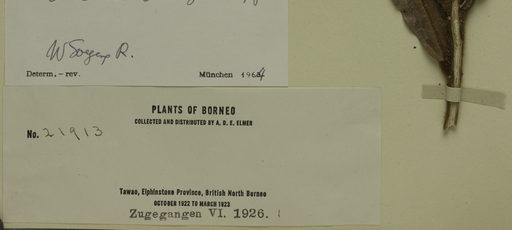 Determ., – rev. München 1964
PLANTS OF BORNEO
COLLECTED AND DISTRIBUTED BY A. D. E. ELMER
No. 21913
Tawao, Elphinstone Province, British North Borneo
OCTOBER 1922 TO MARCH 1923
Zugegangen VI. 1926.